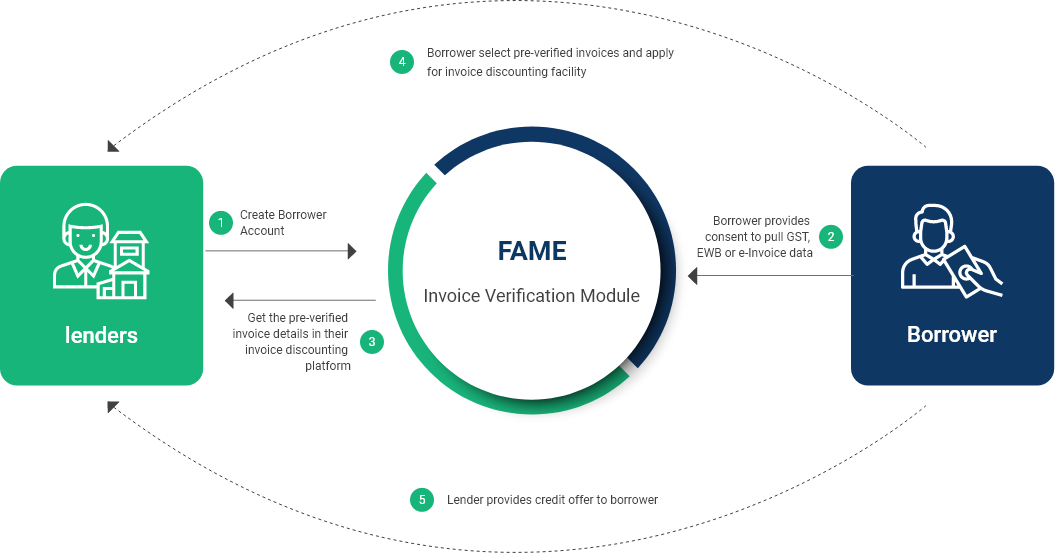 4
Borrower select pre-verified invoices and apply
for invoice discounting facility
1
Create Borrower
Account
lenders
Get the pre-verified
invoice details in their
invoice discounting
platform
3
FAME
Invoice Verification Module
Borrower provides
consent to pull GST,
EWB or e-Invoice data
2
Borrower
5
Lender provides credit offer to borrower